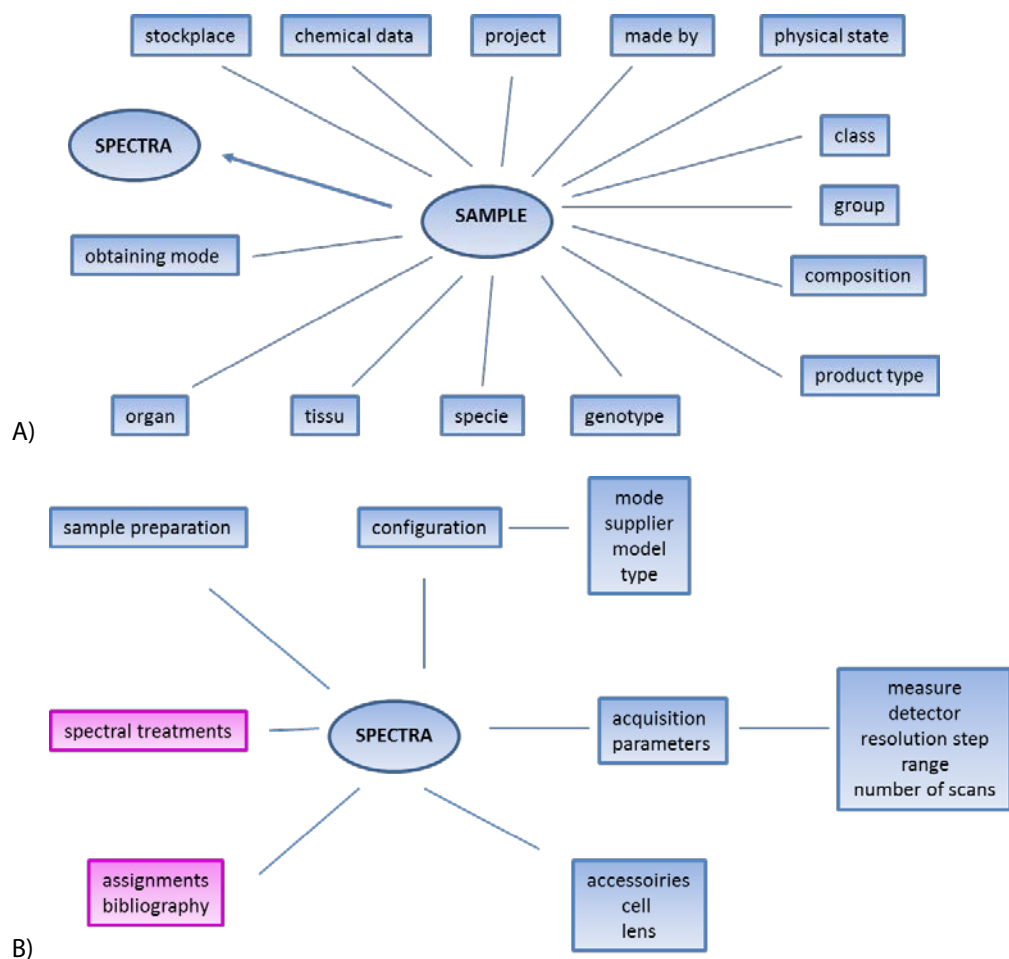 stockplace
chemical data
project
made by
physical state
SPECTRA
class
SAMPLE
group
obtaining mode
composition
product type
organ
tissu
specie
genotype
A)
sample preparation
configuration
mode
supplier
model
type
spectral treatments
SPECTRA
acquisition
parameters
measure
detector
resolution step
range
number of scans
assignments
bibliography
accessoiries
cell
lens
B)